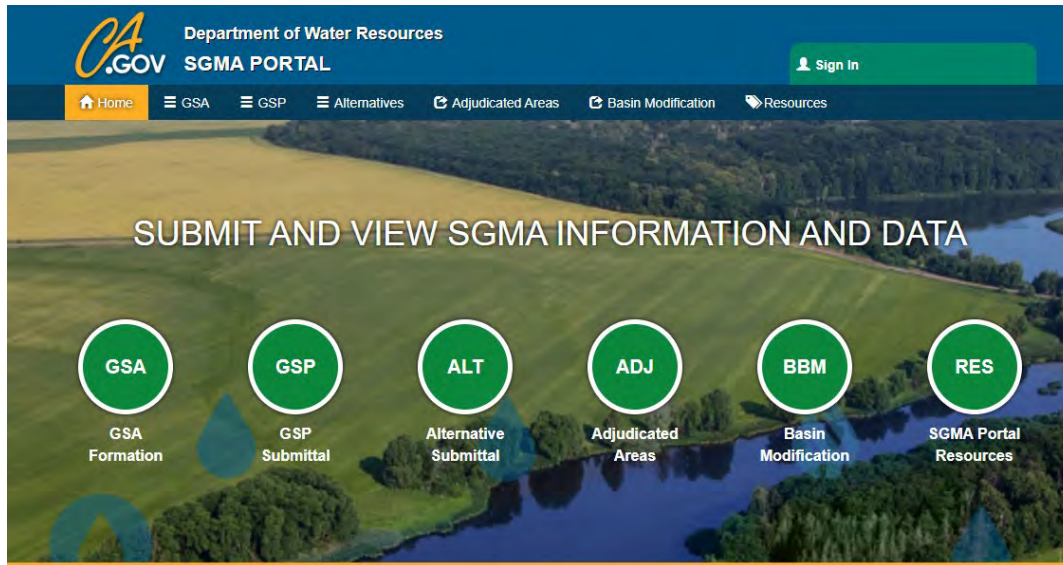 CA
.GOV
Department of Water Resources
SGMA PORTAL
Sign In
Home GSA GSP Alternatives Adjudicated Areas Basin Modification Resources
SUBMIT AND VIEW SGMA INFORMATION AND DATA
GSA GSP ALT ADJ BBM RES
GSA GSP Alternative Adjudicated Basin SGMA Portal
Formation Submittal Submittal Areas Modification Resources